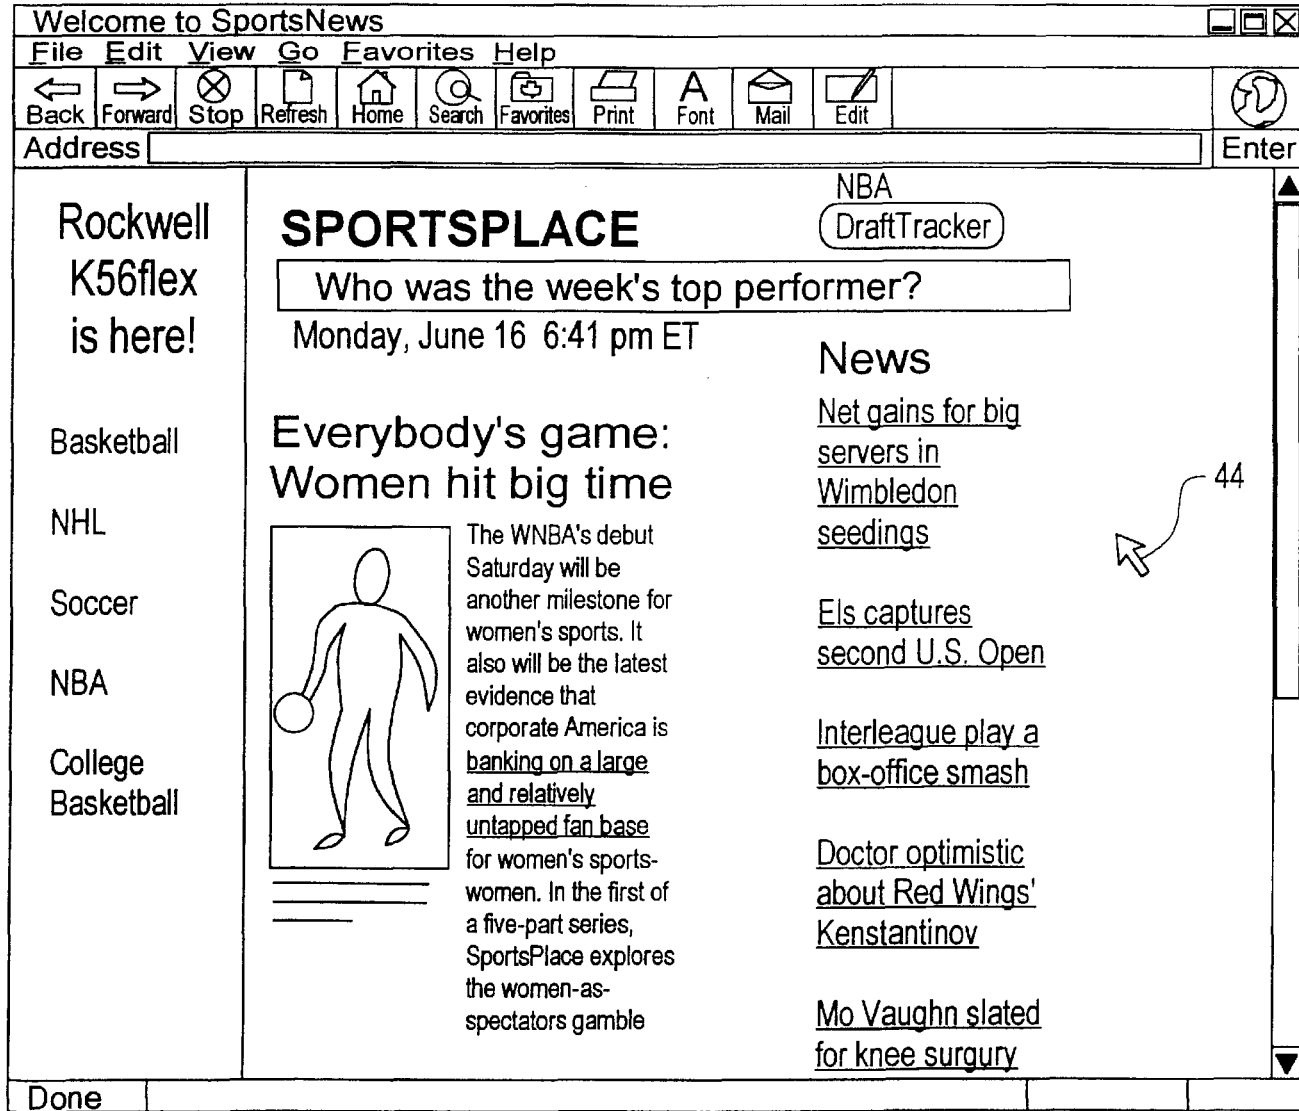 Welcome to SportsNews
File Edit View Go Favorites Help
Back Forward Stop Refresh Home Search Favorites Print Font Mail Edit
Address Enter
Rockwell
K56flex
is here!
Basketball
NHL
Soccer
NBA
College
Basketball
SPORTSPLACE
NBA
DraftTracker
Who was the week's top performer?
Monday, June 16 6:41 pm ET
Everybody's game:
Women hit big time
The WNBA's debut
Saturday will be
another milestone for
women's sports. It
also will be the latest
evidence that
corporate America is
banking on a large
and relatively
untapped fan base
for women's sports-
women. In the first of
a five-part series,
SportsPlace explores
the women-as-
spectators gamble
News
Net gains for big
servers in
Wimbledon
seedings
Els captures
second U.S. Open
Interleague play a
box-office smash
Doctor optimistic
about Red Wings'
Kenstantinov
Mo Vaughn slated
for knee surgury
44
Done